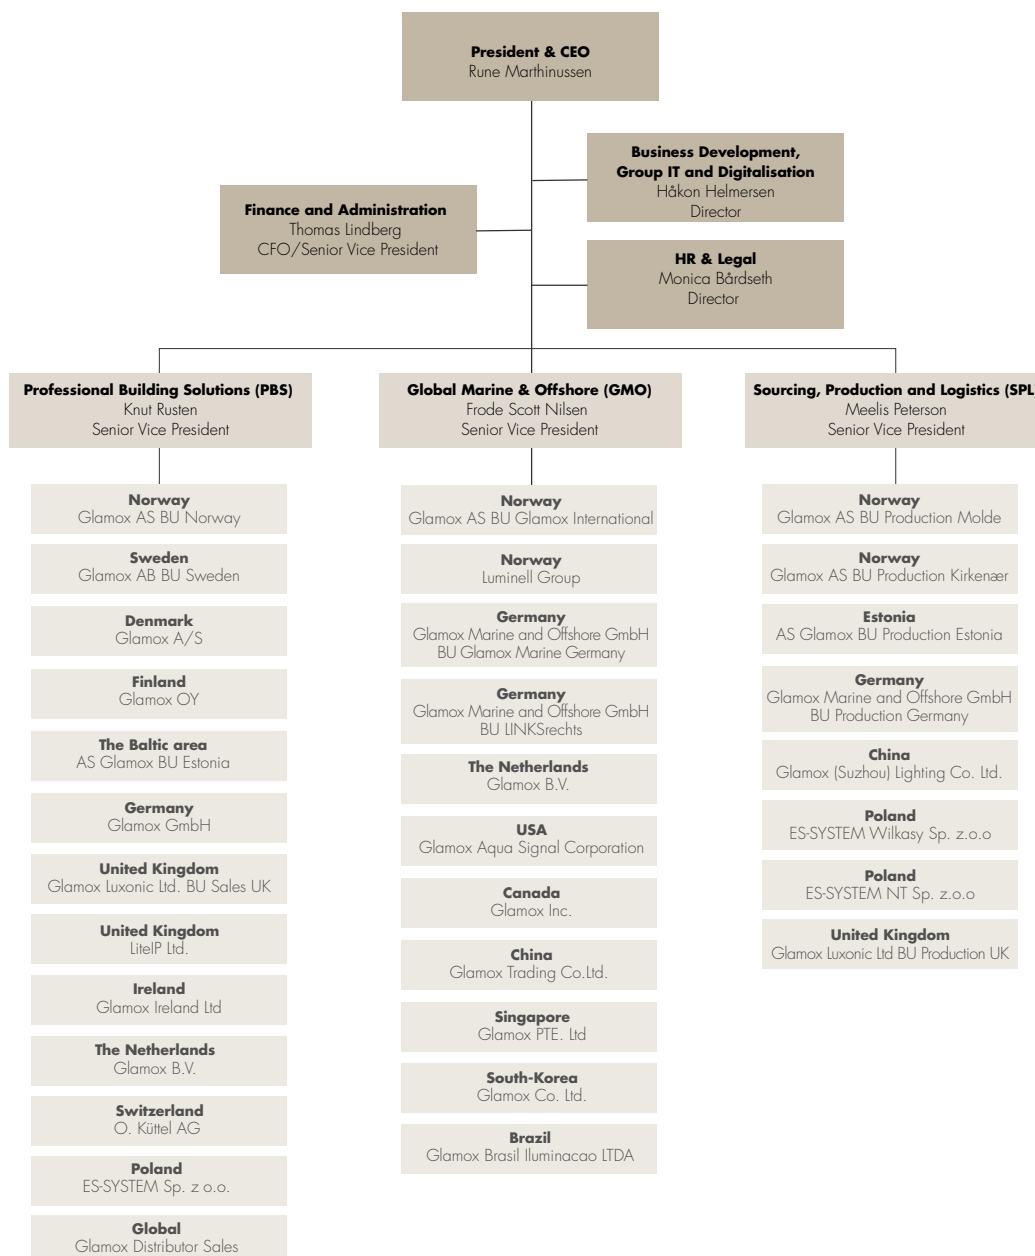 President & CEO
Rune Marthinussen
Business Development,
Group IT and Digitalisation
Håkon Helmersen
Director
Finance and Administration
Thomas Lindberg
CFO/Senior Vice President
HR & Legal
Monica Bårdseth
Director
Professional Building Solutions (PBS)
Knut Rusten
Senior Vice President
Norway
Glamox AS BU Norway
Sweden
Glamox AB BU Sweden
Denmark
Glamox A/S
Finland
Glamox OY
The Baltic area
AS Glamox BU Estonia
Germany
Glamox GmbH
United Kingdom
Glamox Luxonic Ltd. BU Sales UK
United Kingdom
LiteIP Ltd.
Ireland
Glamox Ireland Ltd
The Netherlands
Glamox B.V.
Switzerland
O. Küttel AG
Poland
ES-SYSTEM Sp. z o.o.
Global
Glamox Distributor Sales
Global Marine & Offshore (GMO)
Frode Scott Nilsen
Senior Vice President
Norway
Glamox AS BU Glamox International
Norway
Luminell Group
Germany
Glamox Marine and Offshore GmbH
BU Glamox Marine Germany
Germany
Glamox Marine and Offshore GmbH
BU LINKSrechts
The Netherlands
Glamox B.V.
USA
Glamox Aqua Signal Corporation
Canada
Glamox Inc.
China
Glamox Trading Co.Ltd.
Singapore
Glamox PTE. Ltd
South-Korea
Glamox Co. Ltd.
Brazil
Glamox Brasil Iluminacao LTDA
Sourcing, Production and Logistics (SPL)
Meelis Peterson
Senior Vice President
Norway
Glamox AS BU Production Molde
Norway
Glamox AS BU Production Kirkenær
Estonia
AS Glamox BU Production Estonia
Germany
Glamox Marine and Offshore GmbH
BU Production Germany
China
Glamox (Suzhou) Lighting Co. Ltd.
Poland
ES-SYSTEM Wilkasy Sp. z.o.o
Poland
ES-SYSTEM NT Sp. z.o.o
United Kingdom
Glamox Luxonic Ltd BU Production UK